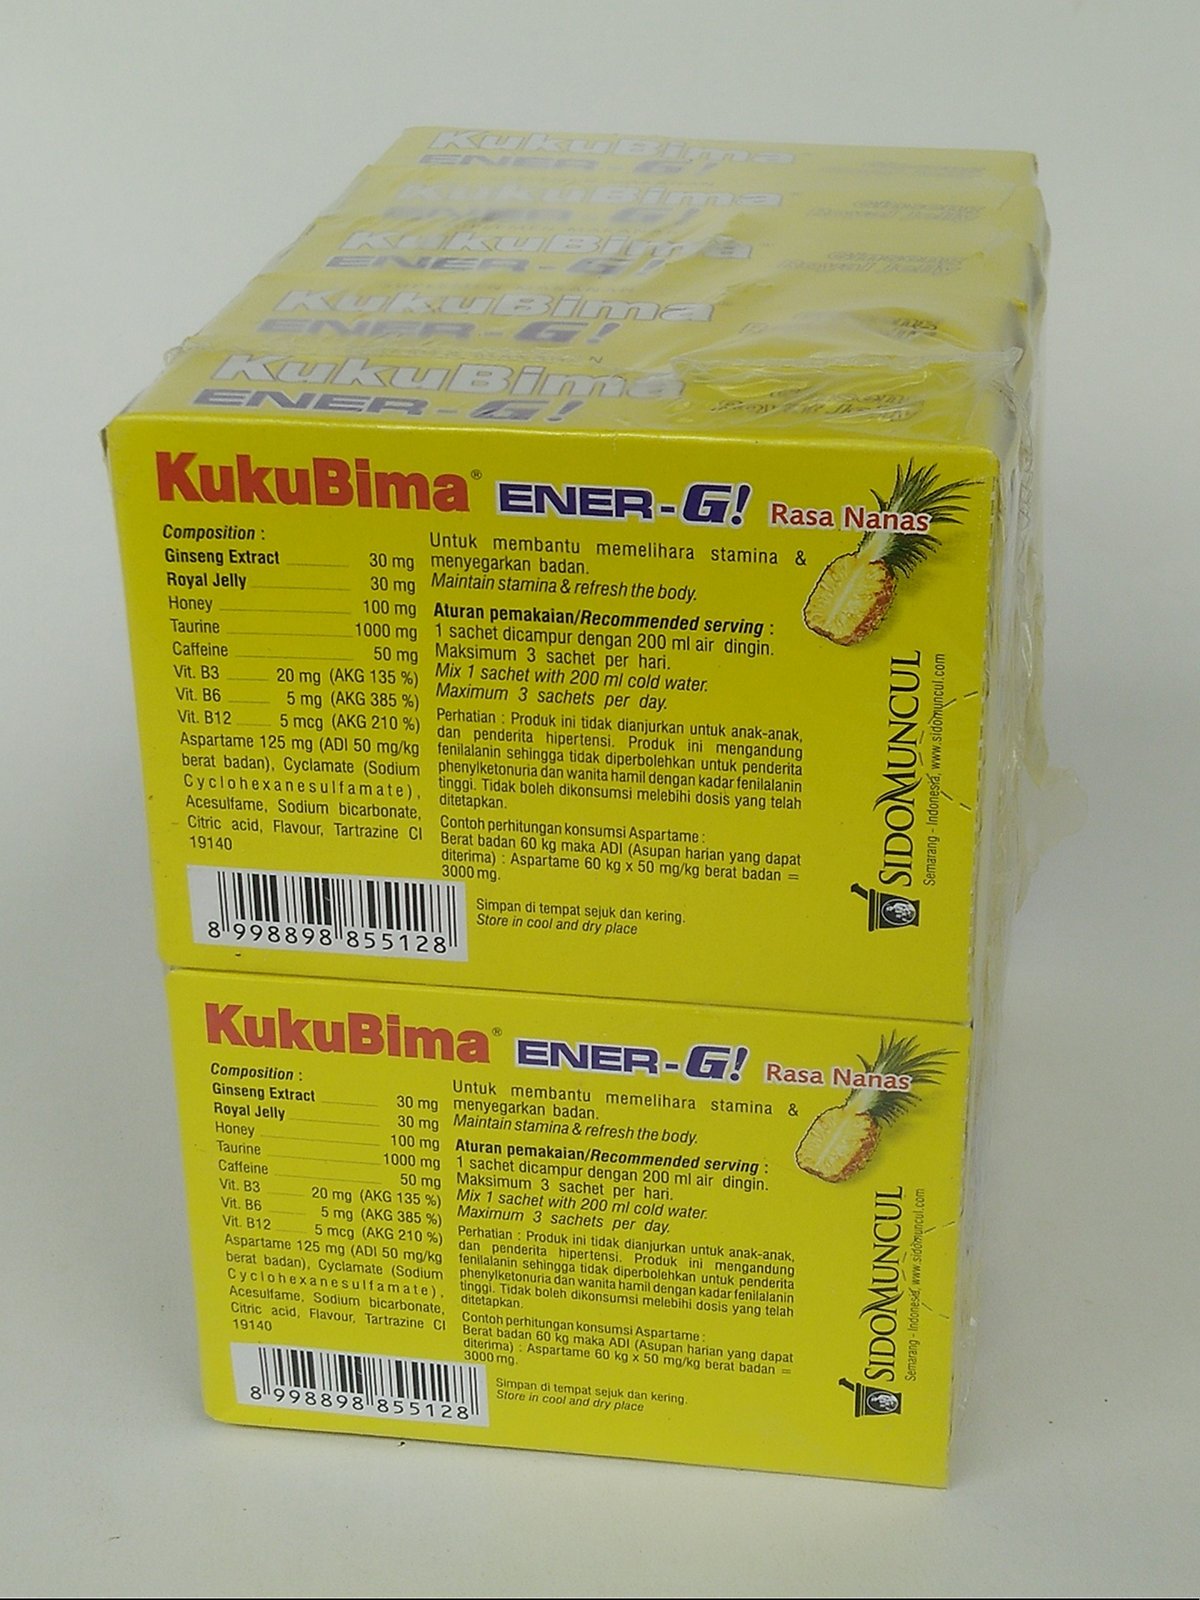 KukuBima
ENER-G!
KukuBima
ENER-G!
KukuBima
ENER-G!
KukuBima
ENER-G!
KukuBima
ENER-G!
KukuBima® ENER-G! Rasa Nanas
Composition :
Ginseng Extract 30 mg
Royal Jelly 30 mg
Honey 100 mg
Taurine 1000 mg
Caffeine 50 mg
Vit. B3 20 mg (AKG 135 %)
Vit. B6 5 mg (AKG 385 %)
Vit. B12 5 mcg (AKG 210 %)
Aspartame 125 mg (ADI 50 mg/kg
berat badan), Cyclamate (Sodium
Cyclohexanesulfamate),
Acesulfame, Sodium bicarbonate,
Citric acid, Flavour, Tartrazine CI
19140
8 998898 855128
Untuk membantu memelihara stamina &
menyegarkan badan.
Maintain stamina & refresh the body.
Aturan pemakaian/Recommended serving :
1 sachet dicampur dengan 200 ml air dingin.
Maksimum 3 sachet per hari.
Mix 1 sachet with 200 ml cold water.
Maximum 3 sachets per day.
Perhatian : Produk ini tidak dianjurkan untuk anak-anak,
dan penderita hipertensi. Produk ini mengandung
fenilalanin sehingga tidak diperbolehkan untuk penderita
phenylketonuria dan wanita hamil dengan kadar fenilalanin
tinggi. Tidak boleh dikonsumsi melebihi dosis yang telah
ditetapkan.
Contoh perhitungan konsumsi Aspartame :
Berat badan 60 kg maka ADI (Asupan harian yang dapat
diterima) : Aspartame 60 kg x 50 mg/kg berat badan =
3000 mg.
Simpan di tempat sejuk dan kering.
Store in cool and dry place
SIDOMUNCUL
Semarang - Indonesia, www.sidomuncul.com
KukuBima® ENER-G! Rasa Nanas
Composition :
Ginseng Extract 30 mg
Royal Jelly 30 mg
Honey 100 mg
Taurine 1000 mg
Caffeine 50 mg
Vit. B3 20 mg (AKG 135 %)
Vit. B6 5 mg (AKG 385 %)
Vit. B12 5 mcg (AKG 210 %)
Aspartame 125 mg (ADI 50 mg/kg
berat badan), Cyclamate (Sodium
Cyclohexanesulfamate),
Acesulfame, Sodium bicarbonate,
Citric acid, Flavour, Tartrazine CI
19140
8 998898 855128
Untuk membantu memelihara stamina &
menyegarkan badan.
Maintain stamina & refresh the body.
Aturan pemakaian/Recommended serving :
1 sachet dicampur dengan 200 ml air dingin.
Maksimum 3 sachet per hari.
Mix 1 sachet with 200 ml cold water.
Maximum 3 sachets per day.
Perhatian : Produk ini tidak dianjurkan untuk anak-anak,
dan penderita hipertensi. Produk ini mengandung
fenilalanin sehingga tidak diperbolehkan untuk penderita
phenylketonuria dan wanita hamil dengan kadar fenilalanin
tinggi. Tidak boleh dikonsumsi melebihi dosis yang telah
ditetapkan.
Contoh perhitungan konsumsi Aspartame :
Berat badan 60 kg maka ADI (Asupan harian yang dapat
diterima) : Aspartame 60 kg x 50 mg/kg berat badan =
3000 mg.
Simpan di tempat sejuk dan kering.
Store in cool and dry place
SIDOMUNCUL
Semarang - Indonesia, www.sidomuncul.com